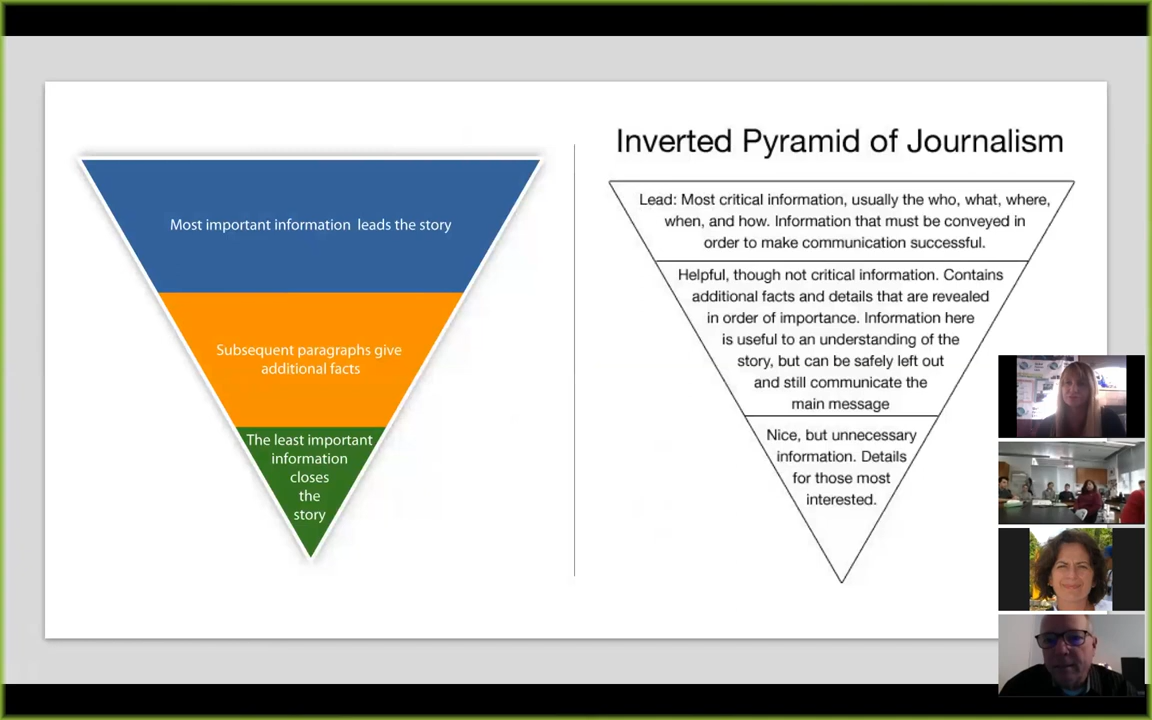 Most important information  leads the story
Subsequent paragraphs give
additional facts
The least important
information
closes
the
story
Inverted Pyramid of Journalism
Lead: Most critical information, usually the who, what, where,
when, and how. Information that must be conveyed in
order to make communication successful.
Helpful, though not critical information. Contains
additional facts and details that are revealed
in order of importance. Information here
is useful to an understanding of the
story, but can be safely left out
and still communicate the
main message
Nice, but unnecessary
information. Details
for those most
interested.